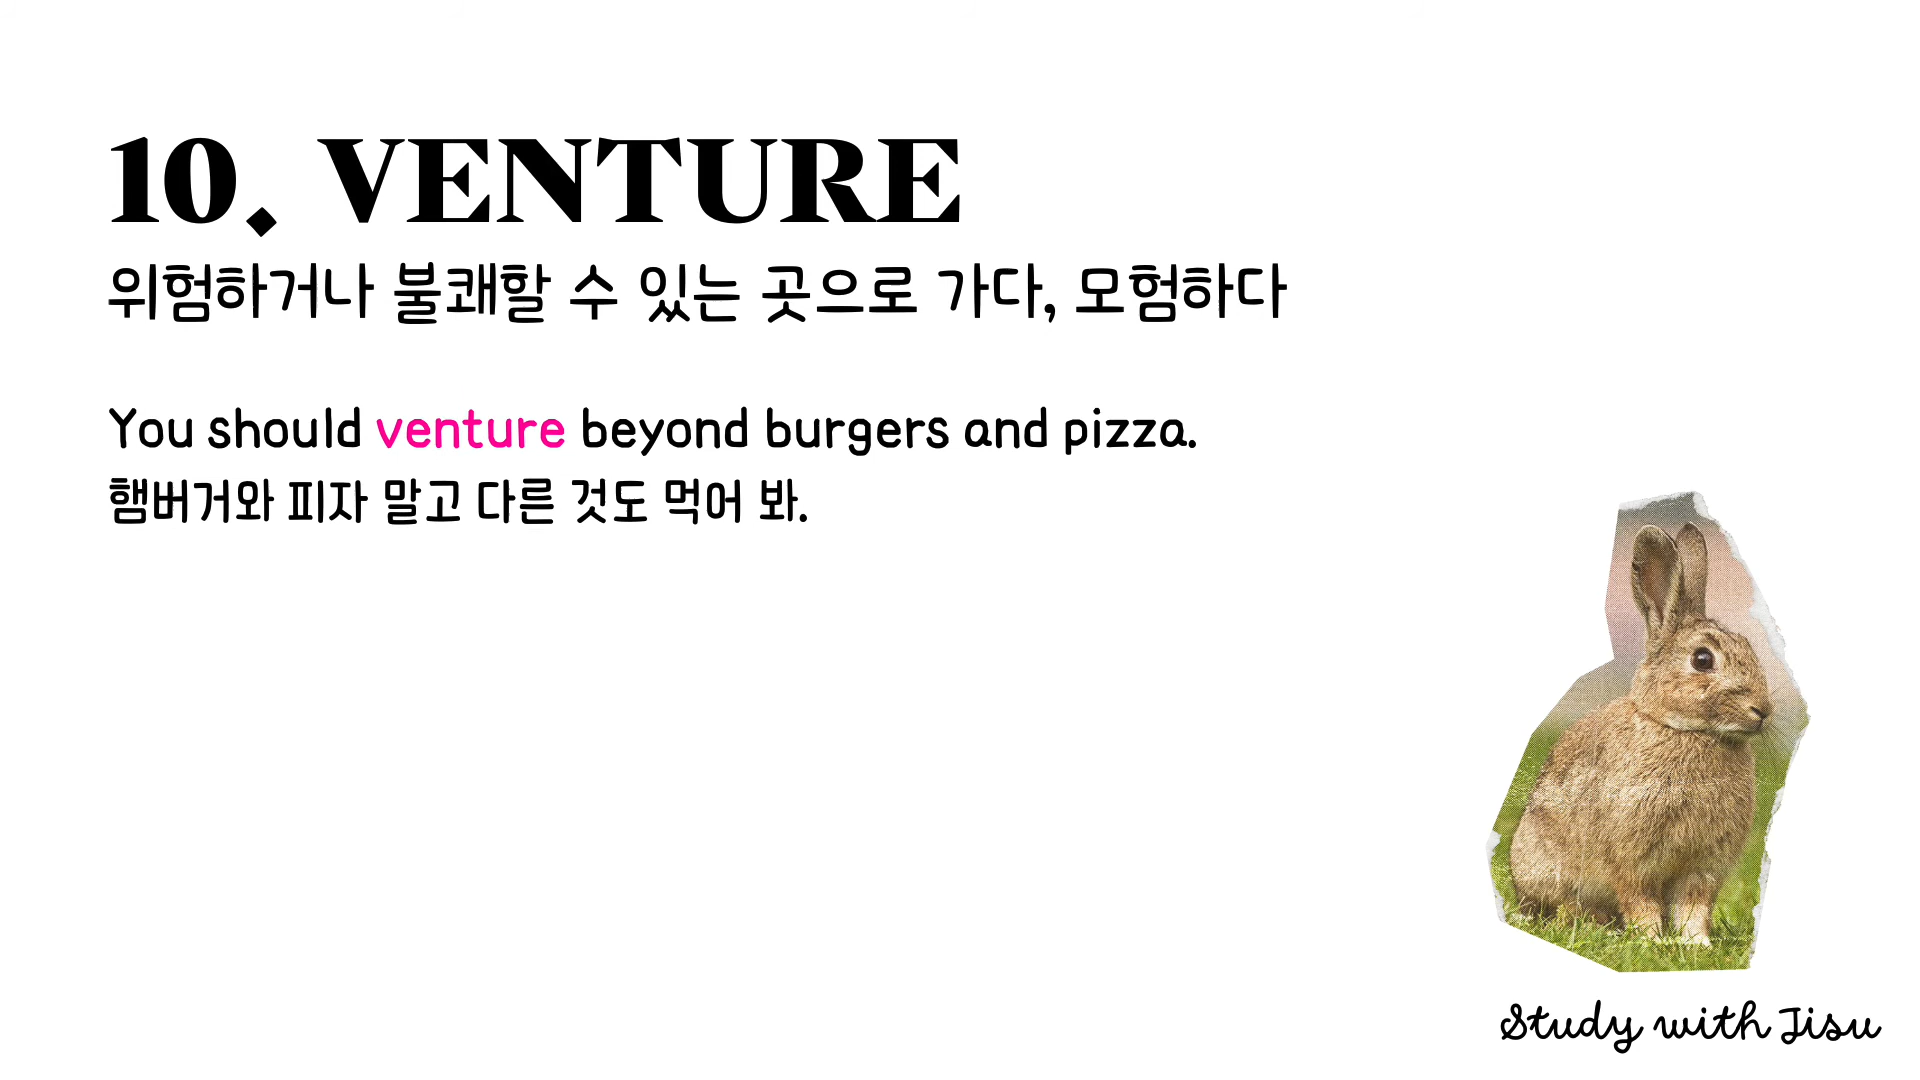 10. VENTURE
위험하거나 불쾌할 수 있는 곳으로 가다, 모험하다
You should venture beyond burgers and pizza.
햄버거와 피자 말고 다른 것도 먹어 봐.
Study with Jisu